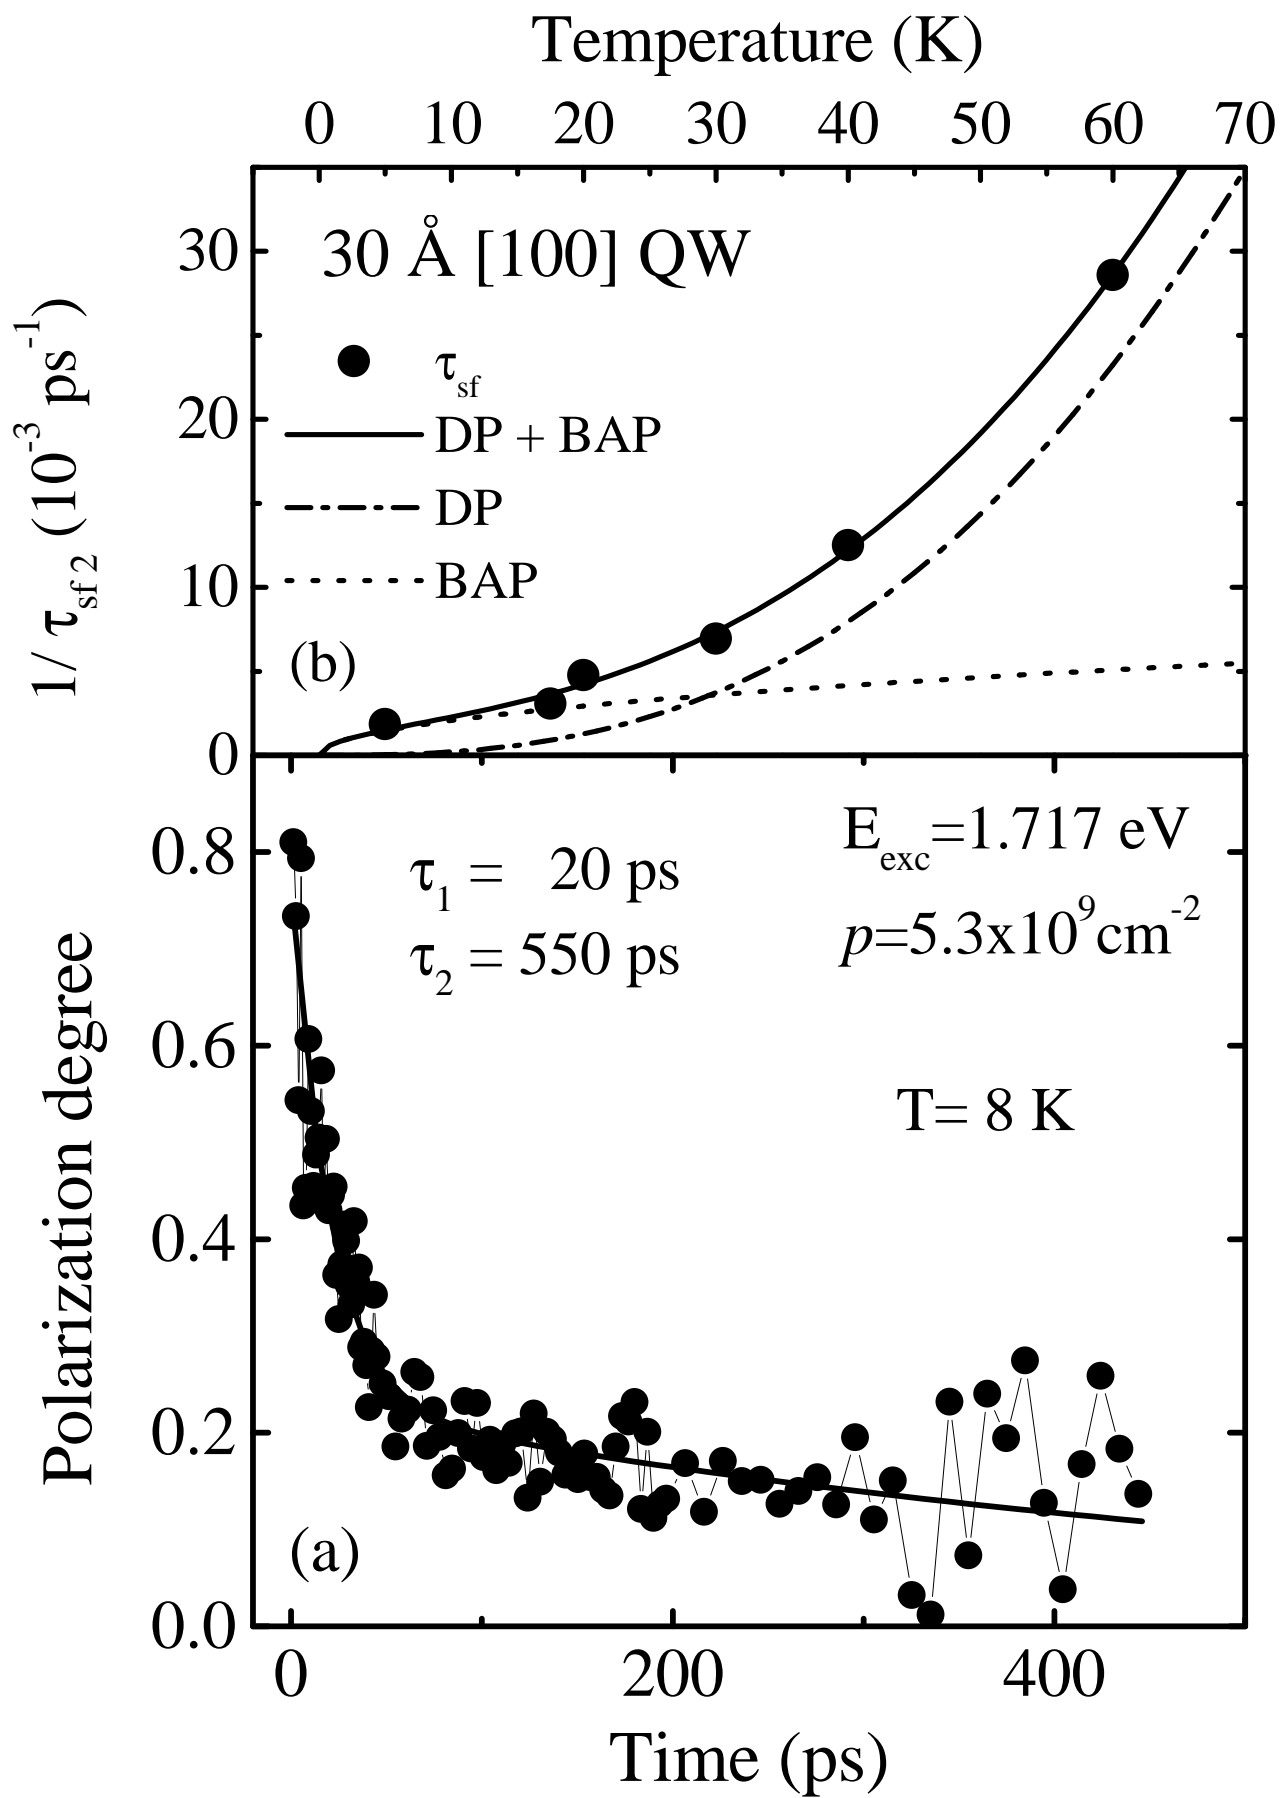 Temperature (K)
0 10 20 30 40 50 60 70
30 Å [100] QW
τsf
DP + BAP
DP
BAP
(b)
30
20
10
0
1/ τsf 2 (10-3 ps-1)
Eexc=1.717 eV
p=5.3x109cm-2
τ1 = 20 ps
τ2 = 550 ps
T= 8 K
(a)
0.8
0.6
0.4
0.2
0.0
Polarization degree
0 200 400
Time (ps)